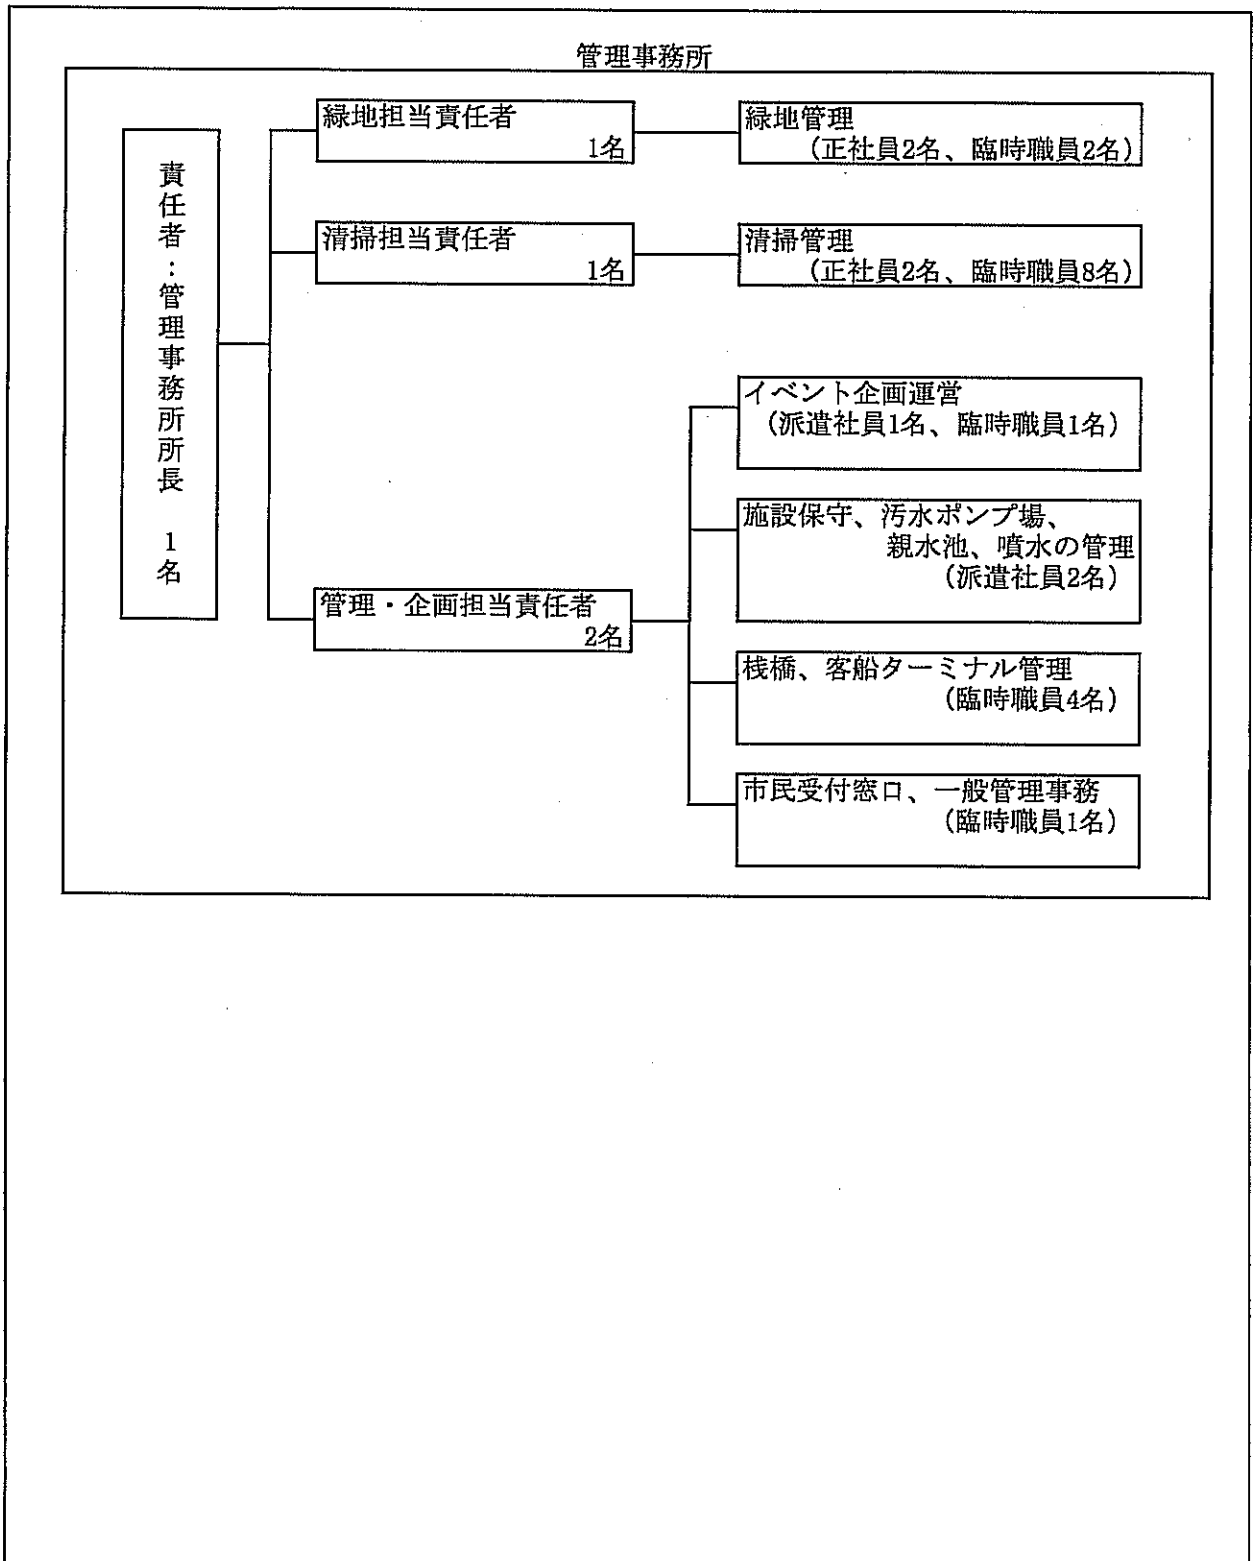 管理事務所
責任者：管理事務所所長　1名
緑地担当責任者
1名
緑地管理
（正社員2名、臨時職員2名）
清掃担当責任者
1名
清掃管理
（正社員2名、臨時職員8名）
管理・企画担当責任者
2名
イベント企画運営
（派遣社員1名、臨時職員1名）
施設保守、汚水ポンプ場、
親水池、噴水の管理
（派遣社員2名）
桟橋、客船ターミナル管理
（臨時職員4名）
市民受付窓口、一般管理事務
（臨時職員1名）